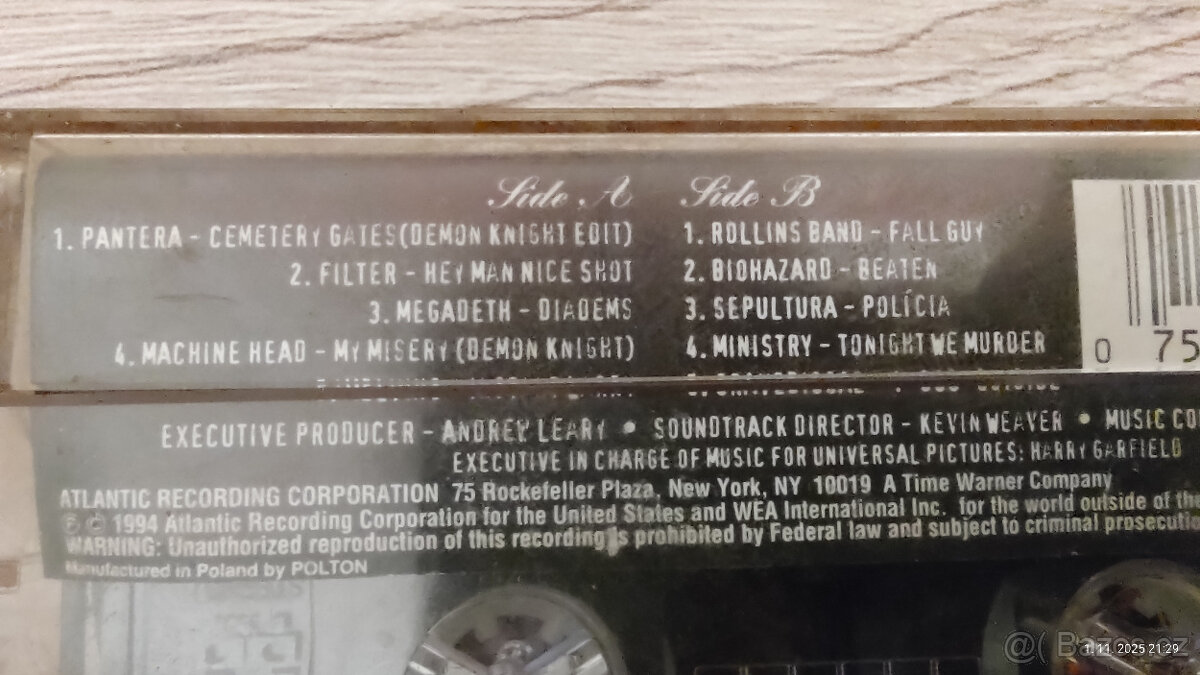 Side A
1. PANTERA - CEMETERY GATES (DEMON KNIGHT EDIT)
2. FILTER - HEY MAN NICE SHOT
3. MEGADETH - DIADEMS
4. MACHINE HEAD - MY MISERY (DEMON KNIGHT)
Side B
1. ROLLINS BAND - FALL GUY
2. BIOHAZARD - BEATEN
3. SEPULTURA - POLÍCIA
4. MINISTRY - TONIGHT WE MURDER
0 75
EXECUTIVE PRODUCER - ANDREW LEARY • SOUNDTRACK DIRECTOR - KEVIN WEAVER • MUSIC CO
EXECUTIVE IN CHARGE OF MUSIC FOR UNIVERSAL PICTURES: HARRY GARFIELD
ATLANTIC RECORDING CORPORATION 75 Rockefeller Plaza, New York, NY 10019 A Time Warner Company
℗ © 1994 Atlantic Recording Corporation for the United States and WEA International Inc. for the world outside of the
WARNING: Unauthorized reproduction of this recording is prohibited by Federal law and subject to criminal prosecutio
Manufactured in Poland by POLTON
@ Bazos.cz
1.11.2025 21:29